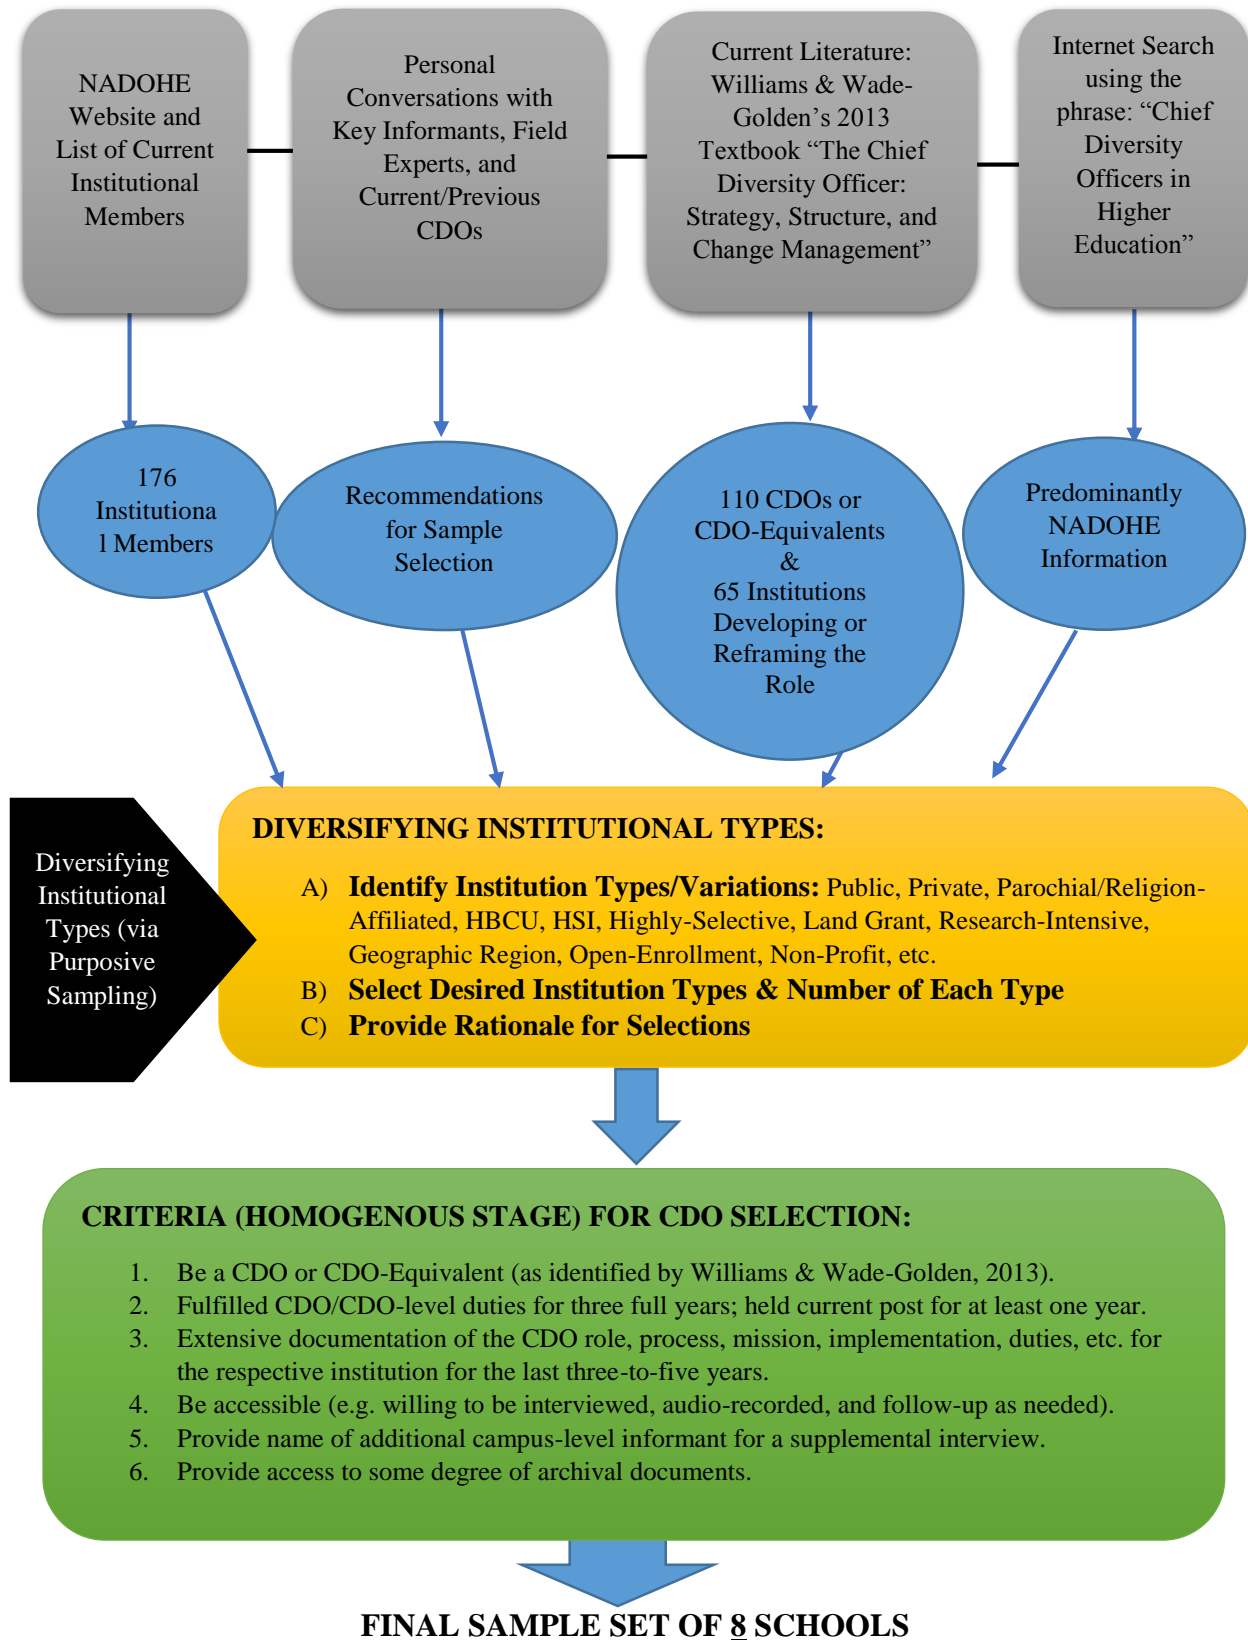 NADOHE
Website and
List of Current
Institutional
Members
Personal
Conversations with
Key Informants, Field
Experts, and
Current/Previous
CDOs
Current Literature:
Williams & Wade-
Golden’s 2013
Textbook “The Chief
Diversity Officer:
Strategy, Structure, and
Change Management”
Internet Search
using the
phrase: “Chief
Diversity
Officers in
Higher
Education”
176
Institutiona
l Members
Recommendations
for Sample
Selection
110 CDOs or
CDO-Equivalents
&
65 Institutions
Developing or
Reframing the
Role
Predominantly
NADOHE
Information
Diversifying
Institutional
Types (via
Purposive
Sampling)
DIVERSIFYING INSTITUTIONAL TYPES:
A) Identify Institution Types/Variations: Public, Private, Parochial/Religion-
Affiliated, HBCU, HSI, Highly-Selective, Land Grant, Research-Intensive,
Geographic Region, Open-Enrollment, Non-Profit, etc.
B) Select Desired Institution Types & Number of Each Type
C) Provide Rationale for Selections
CRITERIA (HOMOGENOUS STAGE) FOR CDO SELECTION:
1. Be a CDO or CDO-Equivalent (as identified by Williams & Wade-Golden, 2013).
2. Fulfilled CDO/CDO-level duties for three full years; held current post for at least one year.
3. Extensive documentation of the CDO role, process, mission, implementation, duties, etc. for
the respective institution for the last three-to-five years.
4. Be accessible (e.g. willing to be interviewed, audio-recorded, and follow-up as needed).
5. Provide name of additional campus-level informant for a supplemental interview.
6. Provide access to some degree of archival documents.
FINAL SAMPLE SET OF 8 SCHOOLS